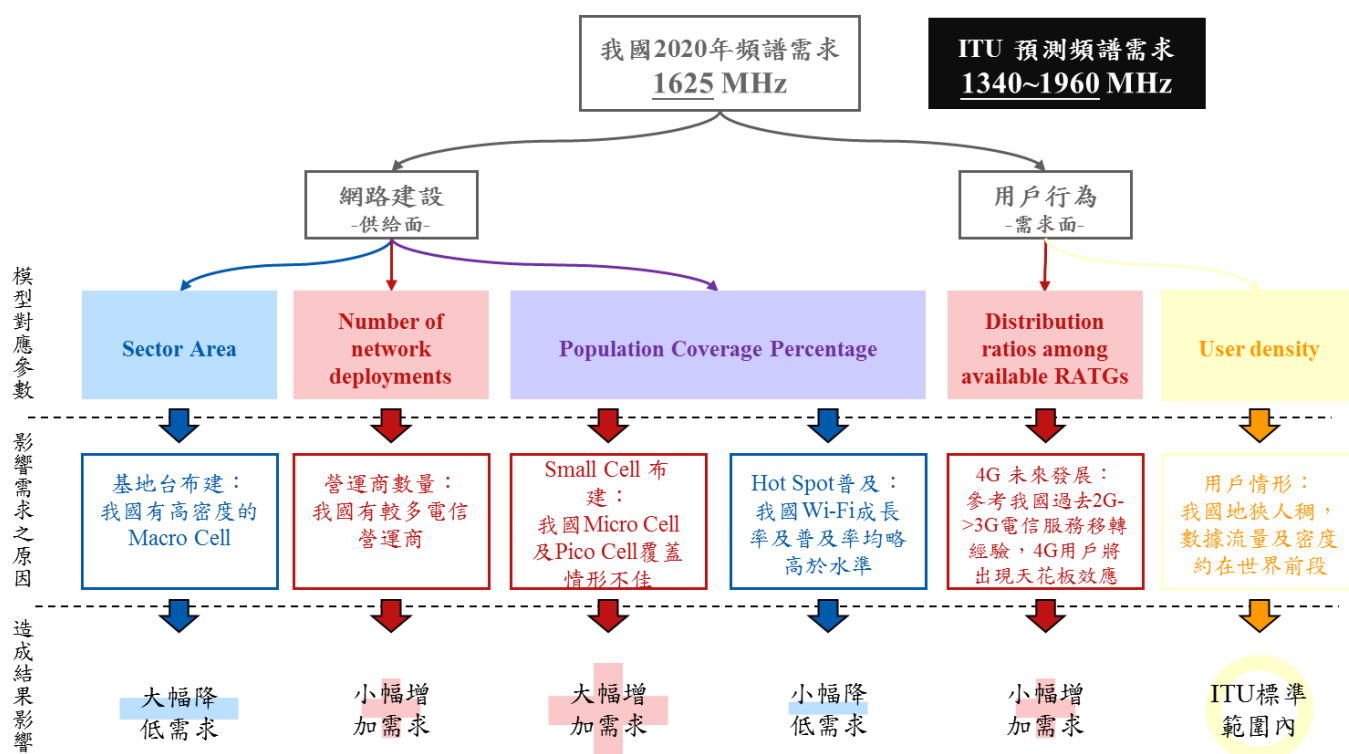 我國2020年頻譜需求
1625 MHz
ITU 預測頻譜需求
1340~1960 MHz
網路建設
-供給面-
用戶行為
-需求面-
模型對應參數
Sector Area
Number of
network
deployments
Population Coverage Percentage
Distribution
ratios among
available RATGs
User density
影響需求之原因
基地台布建：
我國有高密度的
Macro Cell
營運商數量：
我國有較多電信
營運商
Small Cell 布
建：
我國Micro Cell
及Pico Cell覆蓋
情形不佳
Hot Spot普及：
我國Wi-Fi成長
率及普及率均略
高於水準
4G 未來發展：
參考我國過去2G-
>3G電信服務移轉
經驗，4G用戶將
出現天花板效應
用戶情形：
我國地狹人稠，
數據流量及密度
約在世界前段
造成結果影響
大幅降
低需求
小幅增
加需求
大幅增
加需求
小幅降
低需求
小幅增
加需求
ITU標準
範圍內